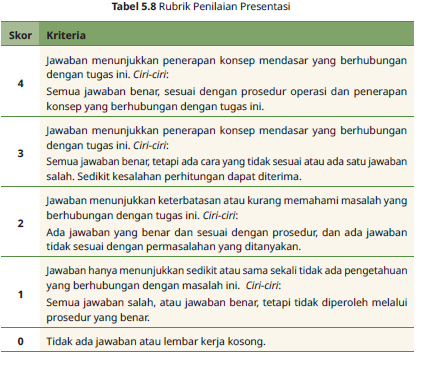 Tabel 5.8 Rubrik Penilaian Presentasi
Skor Kriteria
Jawaban menunjukkan penerapan konsep mendasar yang berhubungan
dengan tugas ini. Ciri-ciri:
4
Semua jawaban benar, sesuai dengan prosedur operasi dan penerapan
konsep yang berhubungan dengan tugas ini.
Jawaban menunjukkan penerapan konsep mendasar yang berhubungan
dengan tugas ini. Ciri-ciri:
3
Semua jawaban benar, tetapi ada cara yang tidak sesuai atau ada satu jawaban
salah. Sedikit kesalahan perhitungan dapat diterima.
Jawaban menunjukkan keterbatasan atau kurang memahami masalah yang
berhubungan dengan tugas ini. Ciri-ciri:
2
Ada jawaban yang benar dan sesuai dengan prosedur, dan ada jawaban
tidak sesuai dengan permasalahan yang ditanyakan.
Jawaban hanya menunjukkan sedikit atau sama sekali tidak ada pengetahuan
yang berhubungan dengan masalah ini. Ciri-ciri:
1
Semua jawaban salah, atau jawaban benar, tetapi tidak diperoleh melalui
prosedur yang benar.
0 Tidak ada jawaban atau lembar kerja kosong.